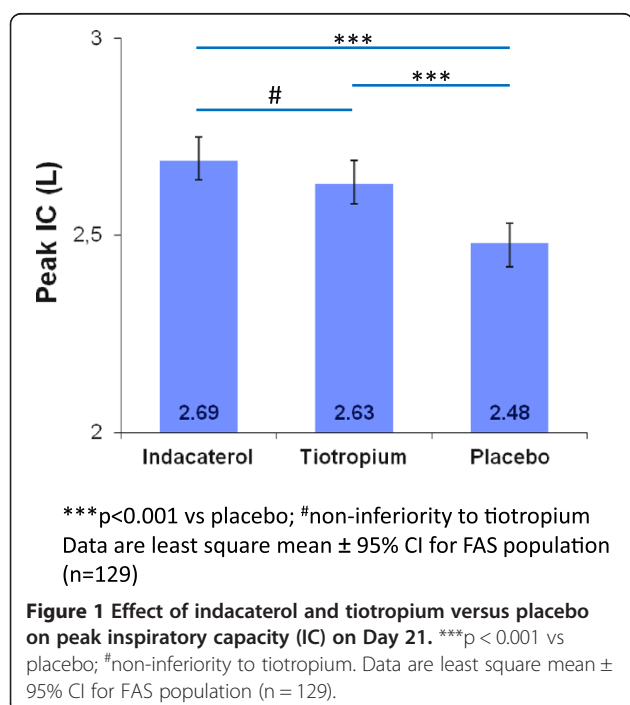 3
***
***
#
Peak IC (L)
2,5
2.69
2.63
2.48
2
Indacaterol
Tiotropium
Placebo
***p<0.001 vs placebo; #non-inferiority to tiotropium
Data are least square mean ± 95% CI for FAS population
(n=129)
Figure 1 Effect of indacaterol and tiotropium versus placebo
on peak inspiratory capacity (IC) on Day 21. ***p < 0.001 vs
placebo; #non-inferiority to tiotropium. Data are least square mean ±
95% CI for FAS population (n = 129).